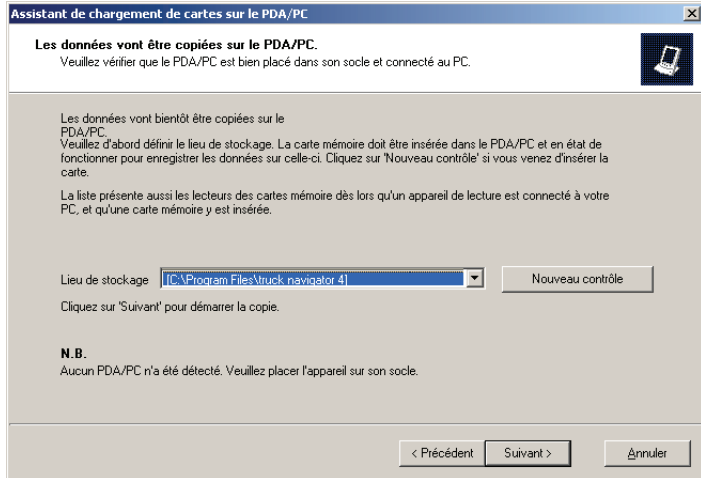 Assistant de chargement de cartes sur le PDA/PC
Les données vont être copiées sur le PDA/PC.
Veuillez vérifier que le PDA/PC est bien placé dans son socle et connecté au PC.
Les données vont bientôt être copiées sur le
PDA/PC.
Veuillez d'abord définir le lieu de stockage. La carte mémoire doit être insérée dans le PDA/PC et en état de
fonctionner pour enregistrer les données sur celle-ci. Cliquez sur 'Nouveau contrôle' si vous venez d'insérer la
carte.
La liste présente aussi les lecteurs des cartes mémoire dès lors qu'un appareil de lecture est connecté à votre
PC, et qu'une carte mémoire y est insérée.
Lieu de stockage [C:\Program Files\truck navigator 4] Nouveau contrôle
Cliquez sur 'Suivant' pour démarrer la copie.
N.B.
Aucun PDA/PC n'a été détecté. Veuillez placer l'appareil sur son socle.
< Précédent Suivant > Annuler